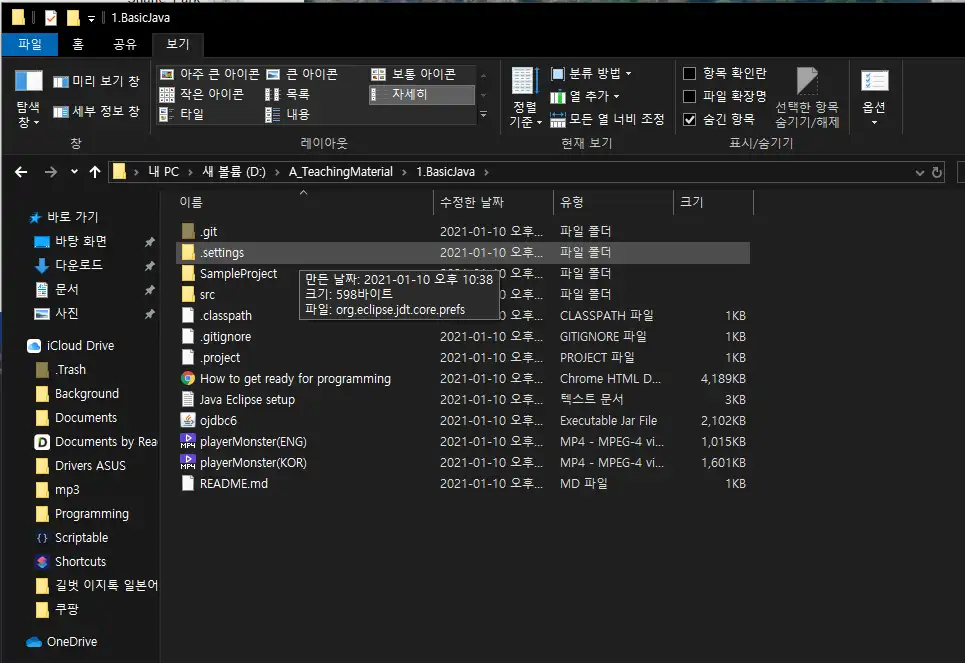 1.BasicJava
파일 홈 공유 보기
탐색 창
미리 보기 창
세부 정보 창
창
아주 큰 아이콘 큰 아이콘 보통 아이콘
작은 아이콘 목록 자세히
타일 내용
레이아웃
정렬 기준
분류 방법
열 추가
모든 열 너비 조정
현재 보기
항목 확인란
파일 확장명
숨긴 항목
선택한 항목 숨기기/해제
표시/숨기기
옵션
내 PC > 새 볼륨 (D:) > A_TeachingMaterial > 1.BasicJava >
바로 가기
바탕 화면
다운로드
문서
사진
iCloud Drive
.Trash
Background
Documents
Documents by Rea
Drivers ASUS
mp3
Programming
Scriptable
Shortcuts
길벗 이지톡 일본어
쿠팡
OneDrive
이름 수정한 날짜 유형 크기
.git 2021-01-10 오후... 파일 폴더
.settings 2021-01-10 오후... 파일 폴더
SampleProject 파일 폴더
src 파일 폴더
만든 날짜: 2021-01-10 오후 10:38
크기: 598바이트
파일: org.eclipse.jdt.core.prefs
.classpath 2021-01-10 오후... CLASSPATH 파일 1KB
.gitignore 2021-01-10 오후... GITIGNORE 파일 1KB
.project 2021-01-10 오후... PROJECT 파일 1KB
How to get ready for programming 2021-01-10 오후... Chrome HTML D... 4,189KB
Java Eclipse setup 2021-01-10 오후... 텍스트 문서 3KB
ojdbc6 2021-01-10 오후... Executable Jar File 2,102KB
playerMonster(ENG) 2021-01-10 오후... MP4 - MPEG-4 vi... 1,015KB
playerMonster(KOR) 2021-01-10 오후... MP4 - MPEG-4 vi... 1,601KB
README.md 2021-01-10 오후... MD 파일 1KB